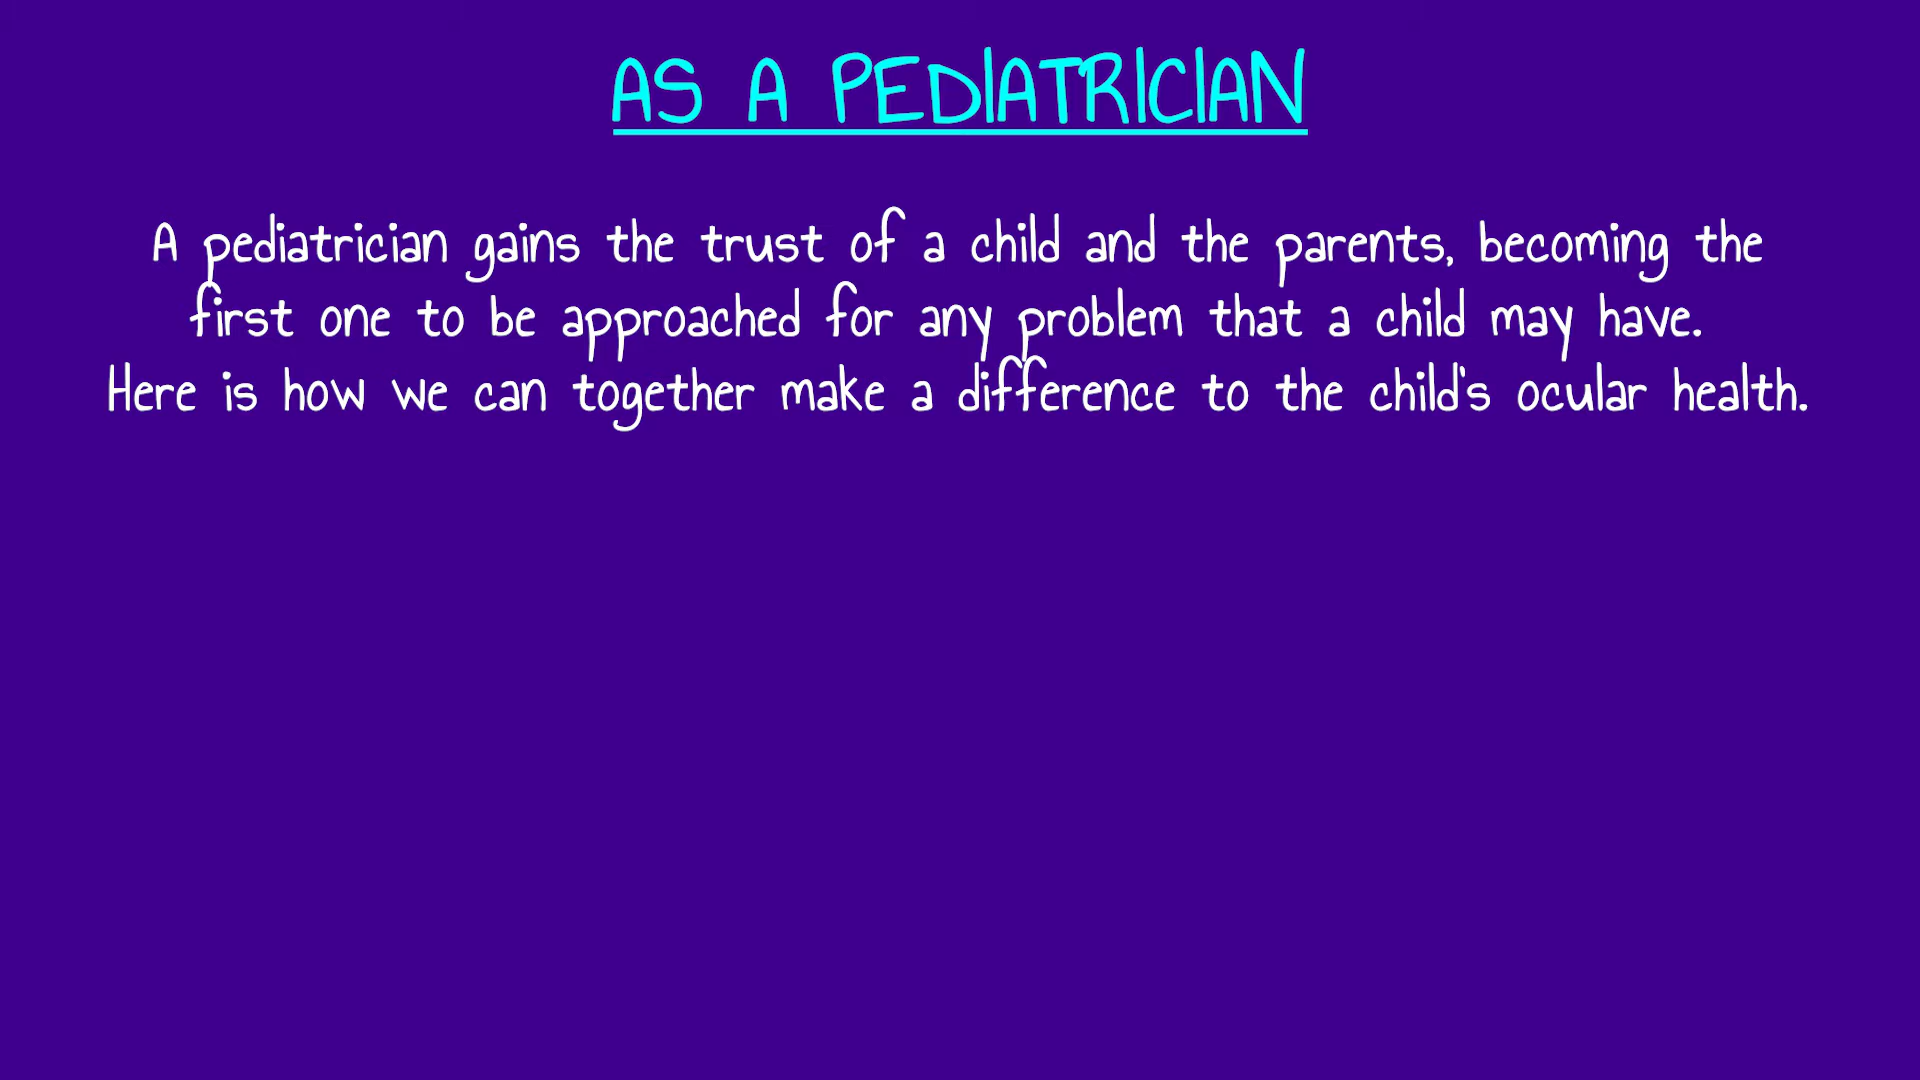 AS A PEDIATRICIAN
A pediatrician gains the trust of a child and the parents, becoming the
first one to be approached for any problem that a child may have.
Here is how we can together make a difference to the child's ocular health.